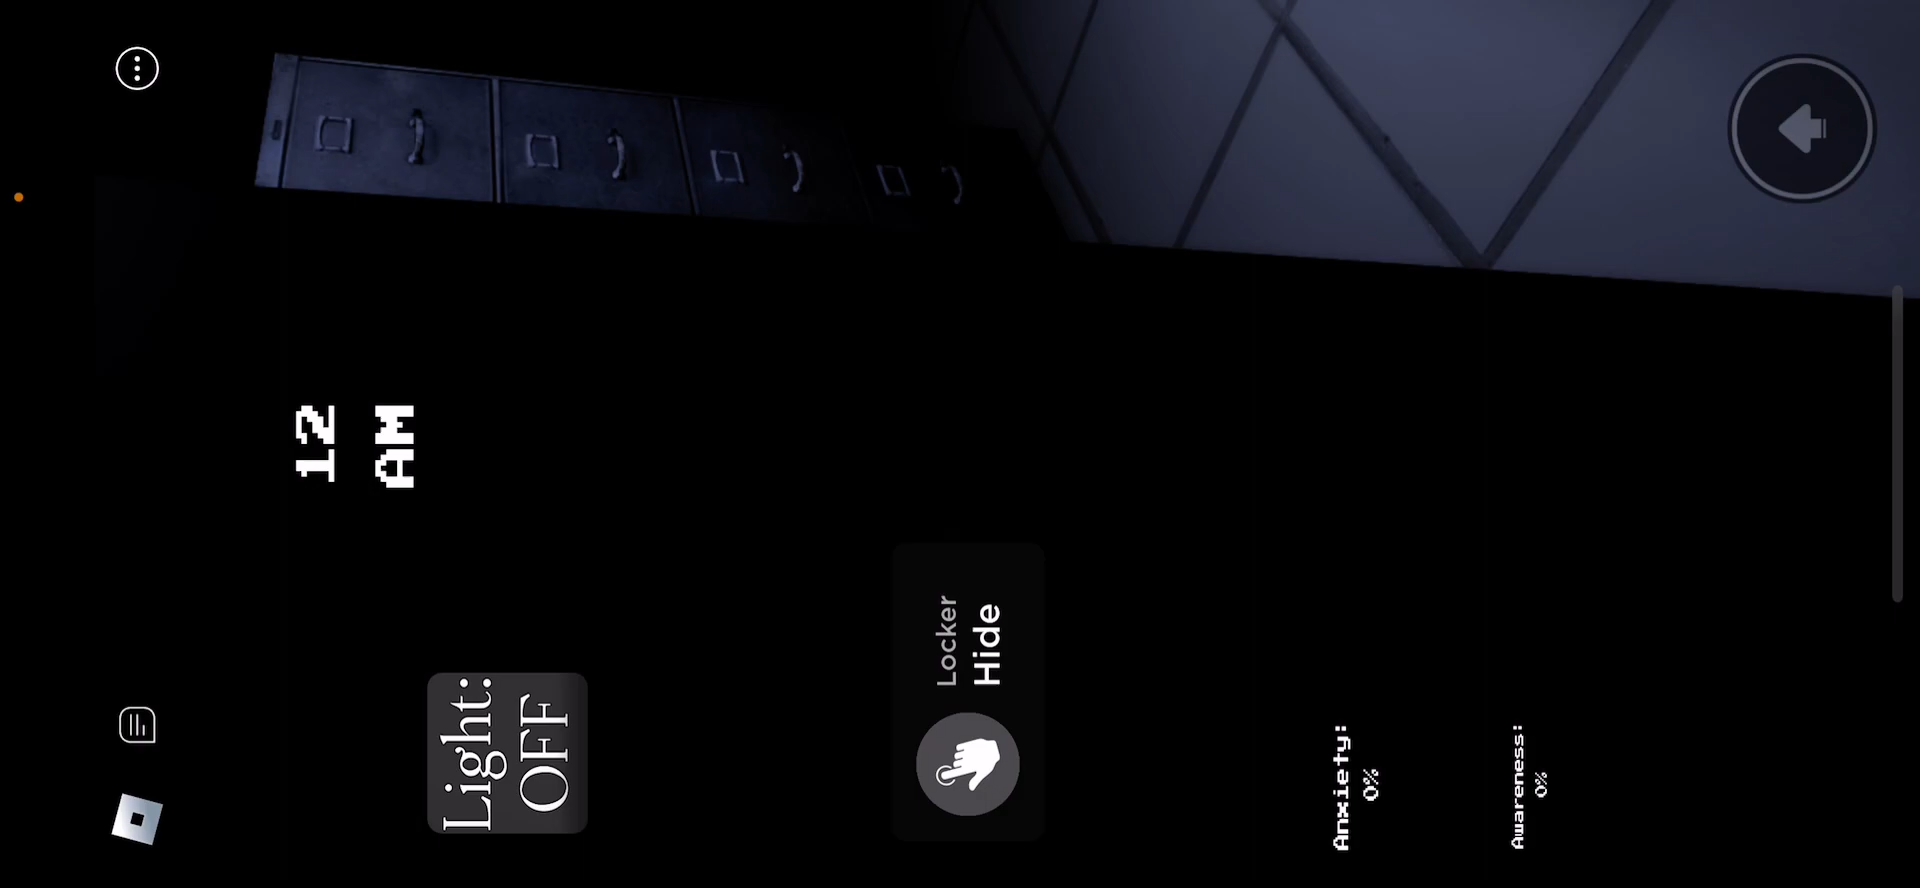 12
AM
Light:
OFF
Locker
Hide
Anxiety:
0%
Awareness:
0%